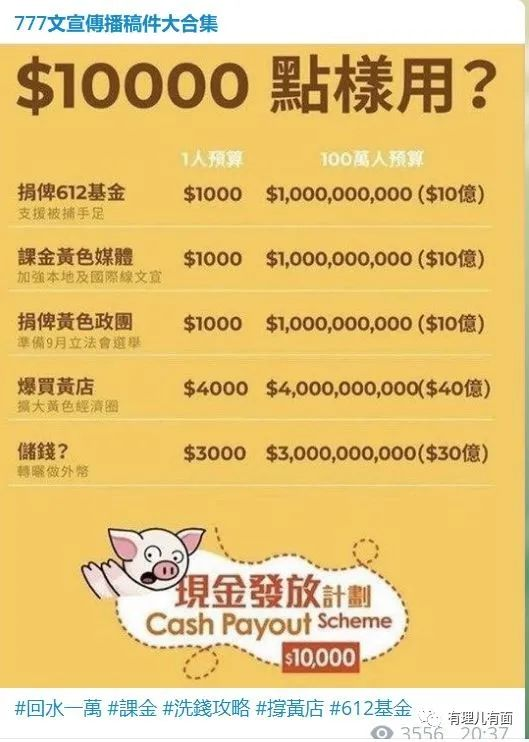 777文宣傳播稿件大合集
$10000 點樣用？
1人預算 100萬人預算
捐俾612基金 $1000 $1,000,000,000 ($10億)
支援被捕手足
課金黃色媒體 $1000 $1,000,000,000 ($10億)
加強本地及國際線文宣
捐俾黃色政團 $1000 $1,000,000,000 ($10億)
準備9月立法會選舉
爆買黃店 $4000 $4,000,000,000($40億)
擴大黃色經濟圈
儲錢？ $3000 $3,000,000,000($30億)
轉曬做外幣
現金發放計劃
Cash Payout Scheme
$10,000
#回水一萬 #課金 #洗錢攻略 #撐黃店 #612基金
有理儿有面
3556 20:37